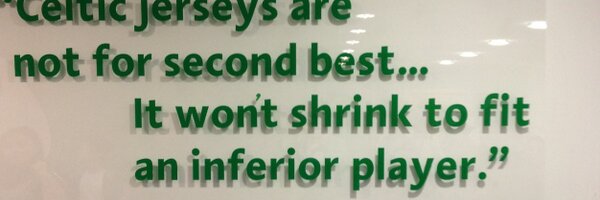 "Celtic jerseys are
not for second best...
It won't shrink to fit
an inferior player."